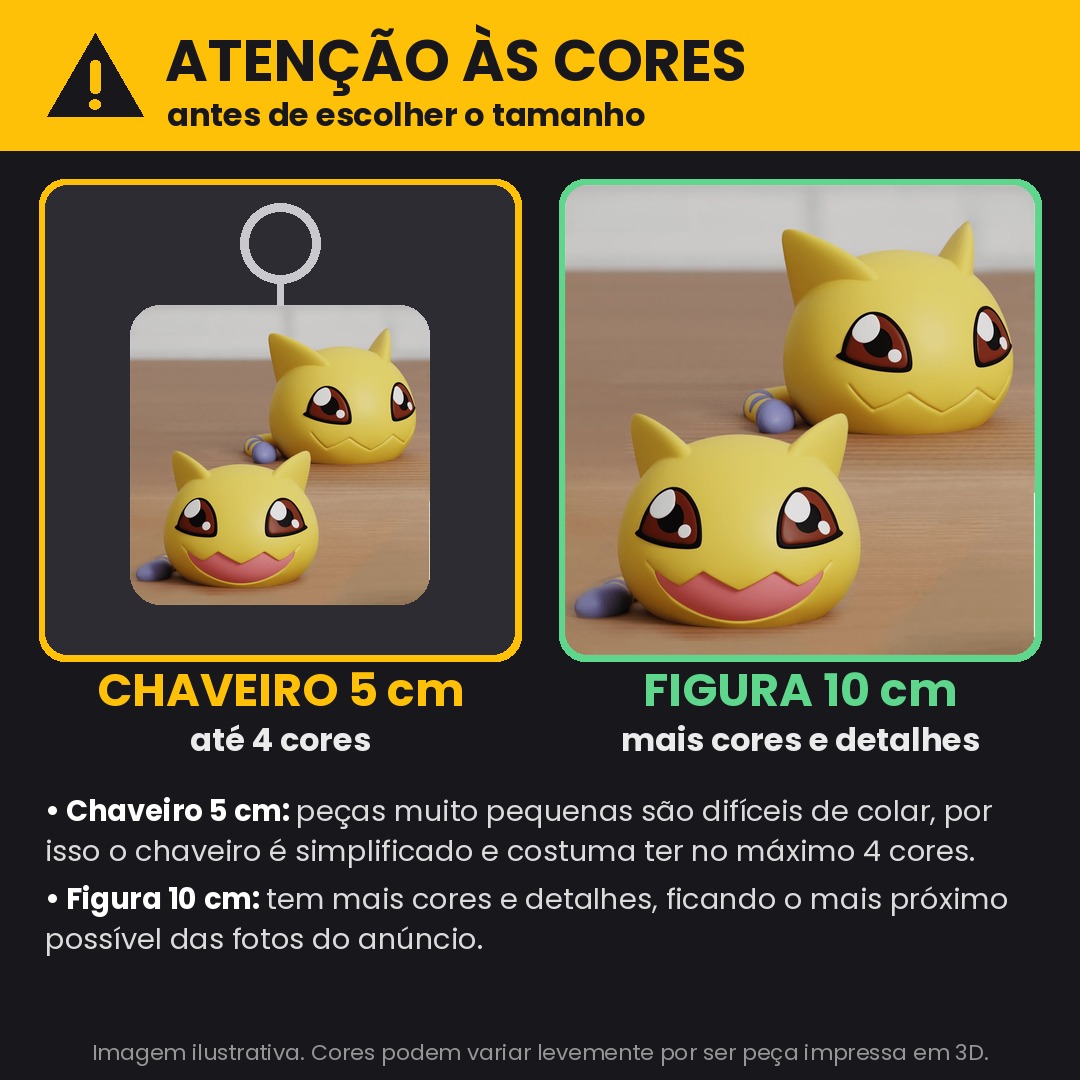 ATENÇÃO ÀS CORES
antes de escolher o tamanho
CHAVEIRO 5 cm
até 4 cores
FIGURA 10 cm
mais cores e detalhes
• Chaveiro 5 cm: peças muito pequenas são difíceis de colar, por
isso o chaveiro é simplificado e costuma ter no máximo 4 cores.
• Figura 10 cm: tem mais cores e detalhes, ficando o mais próximo
possível das fotos do anúncio.
Imagem ilustrativa. Cores podem variar levemente por ser peça impressa em 3D.